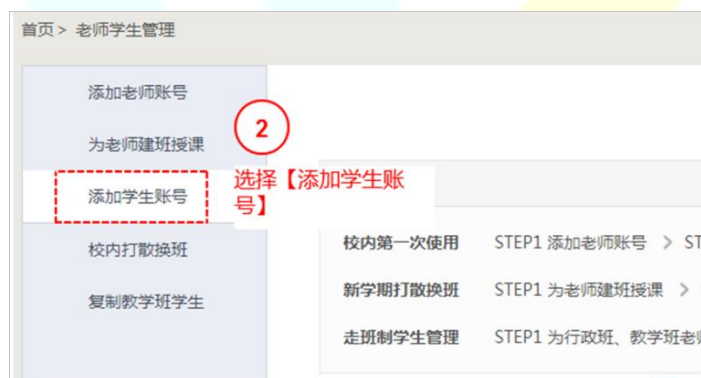 首页> 老师学生管理
添加老师账号
为老师建班授课
添加学生账号
校内打散换班
复制教学班学生
2
选择【添加学生账
号】
校内第一次使用 STEP1 添加老师账号 > ST
新学期打散换班 STEP1 为老师建班授课 >
走班制学生管理 STEP1 为行政班、教学班老